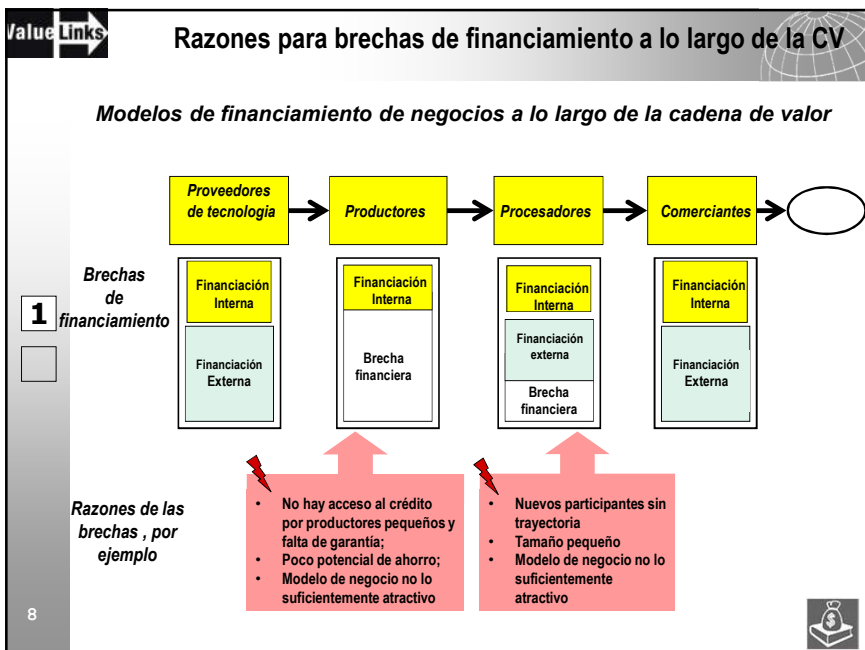 Value Links
Razones para brechas de financiamiento a lo largo de la CV
Modelos de financiamiento de negocios a lo largo de la cadena de valor
Proveedores
de tecnologia
Productores
Procesadores
Comerciantes
Brechas
de
financiamiento
1
Financiación
Interna
Financiación
Externa
Financiación
Interna
Brecha
financiera
Financiación
Interna
Financiación
externa
Brecha
financiera
Financiación
Interna
Financiación
Externa
Razones de las
brechas , por
ejemplo
• No hay acceso al crédito
por productores pequeños y
falta de garantía;
• Poco potencial de ahorro;
• Modelo de negocio no lo
suficientemente atractivo
• Nuevos participantes sin
trayectoria
• Tamaño pequeño
• Modelo de negocio no lo
suficientemente
atractivo
8
$